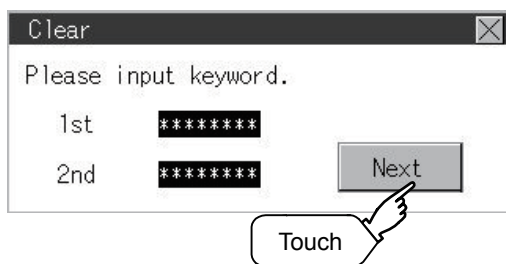 Clear
Please input keyword.
1st ********
2nd ********
Next
Touch